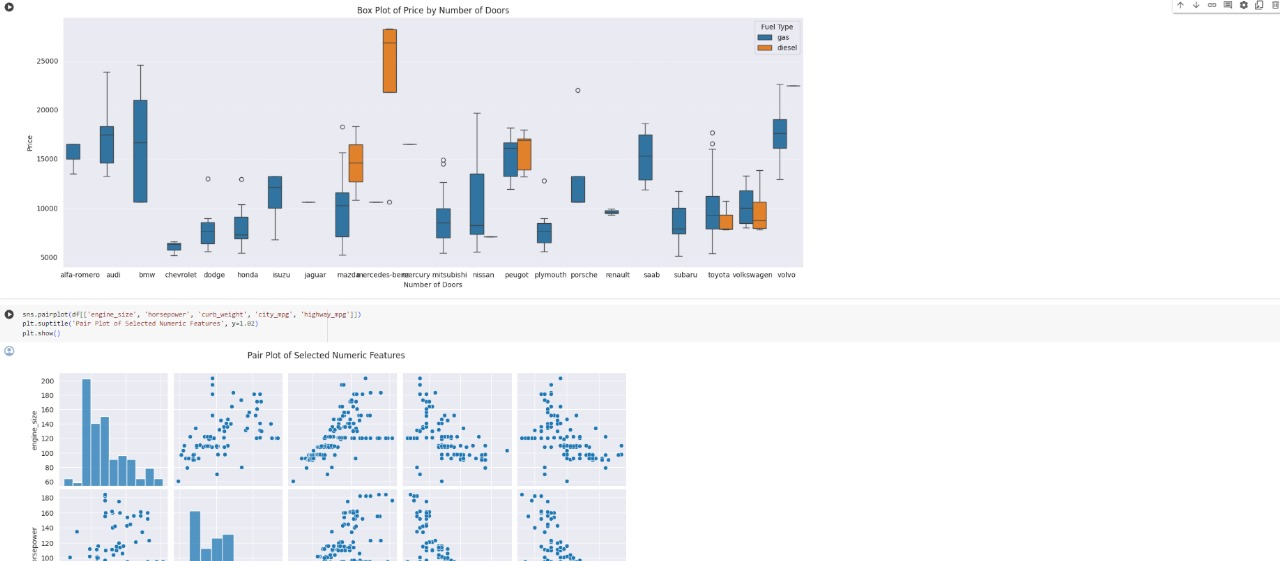 Box Plot of Price by Number of Doors
Fuel Type
gas
diesel
25000
20000
15000
10000
5000
Price
alfa-romero audi bmw chevrolet dodge honda isuzu jaguar mazda mercedes-benz mercury mitsubishi nissan peugot plymouth porsche renault saab subaru toyota volkswagen volvo
Number of Doors
sns.pairplot(df[['engine_size', 'horsepower', 'curb_weight', 'city_mpg', 'highway_mpg']])
plt.suptitle('Pair Plot of Selected Numeric Features', y=1.02)
plt.show()
Pair Plot of Selected Numeric Features
200
180
160
140
120
100
80
60
engine_size
180
160
140
120
100